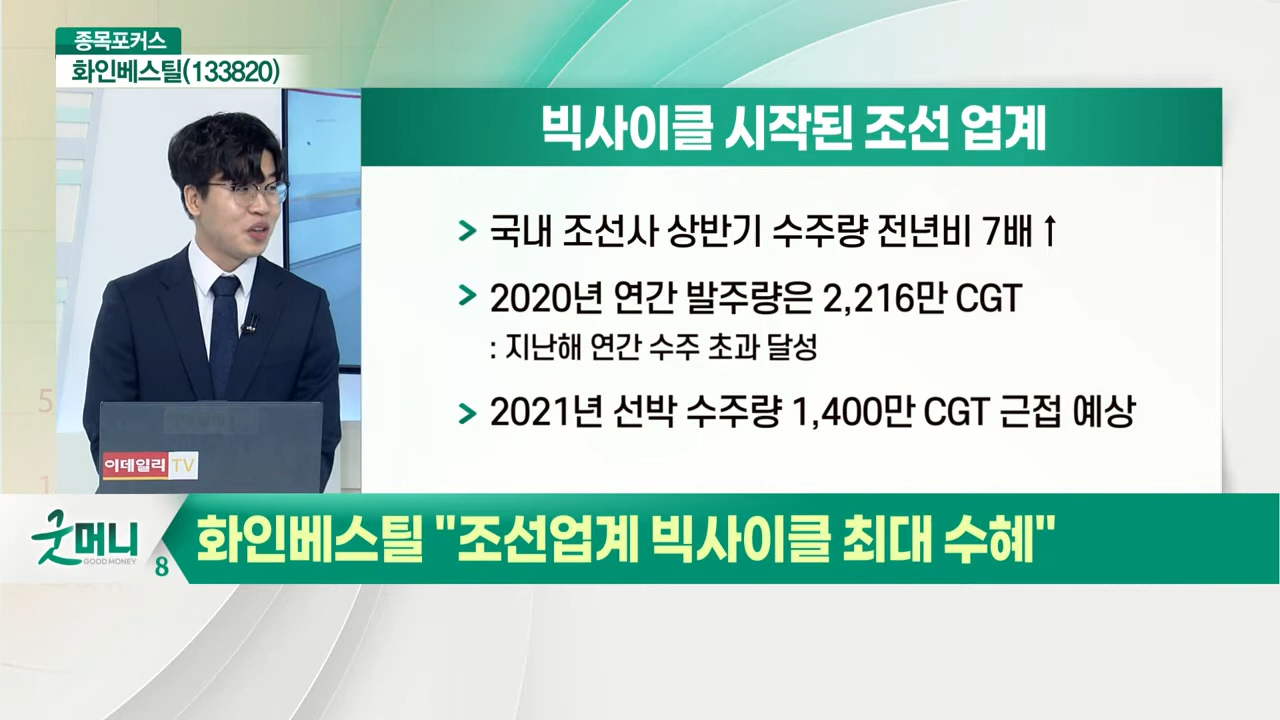 종목포커스
화인베스틸(133820)
빅사이클 시작된 조선 업계
> 국내 조선사 상반기 수주량 전년비 7배↑
> 2020년 연간 발주량은 2,216만 CGT
: 지난해 연간 수주 초과 달성
> 2021년 선박 수주량 1,400만 CGT 근접 예상
5
1
이데일리 TV
굿머니
GOOD MONEY
8
화인베스틸 "조선업계 빅사이클 최대 수혜"